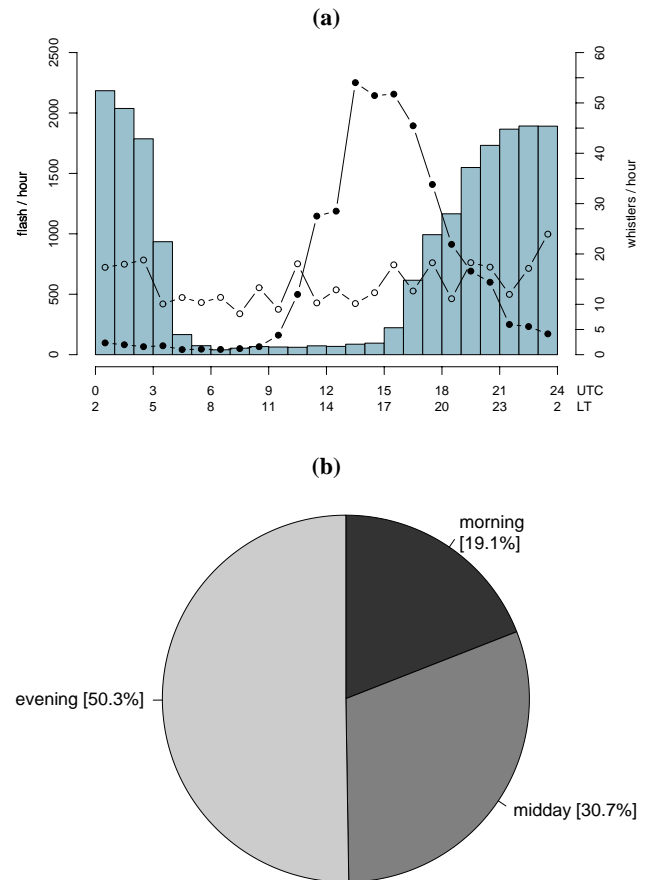 (a)
flash / hour
0
500
1000
1500
2000
2500
whistlers / hour
0
5
10
20
30
40
50
60
0 3 6 9 12 15 18 21 24 UTC
2 5 8 11 14 17 20 23 2 LT
(b)
morning
[19.1%]
evening [50.3%]
midday [30.7%]